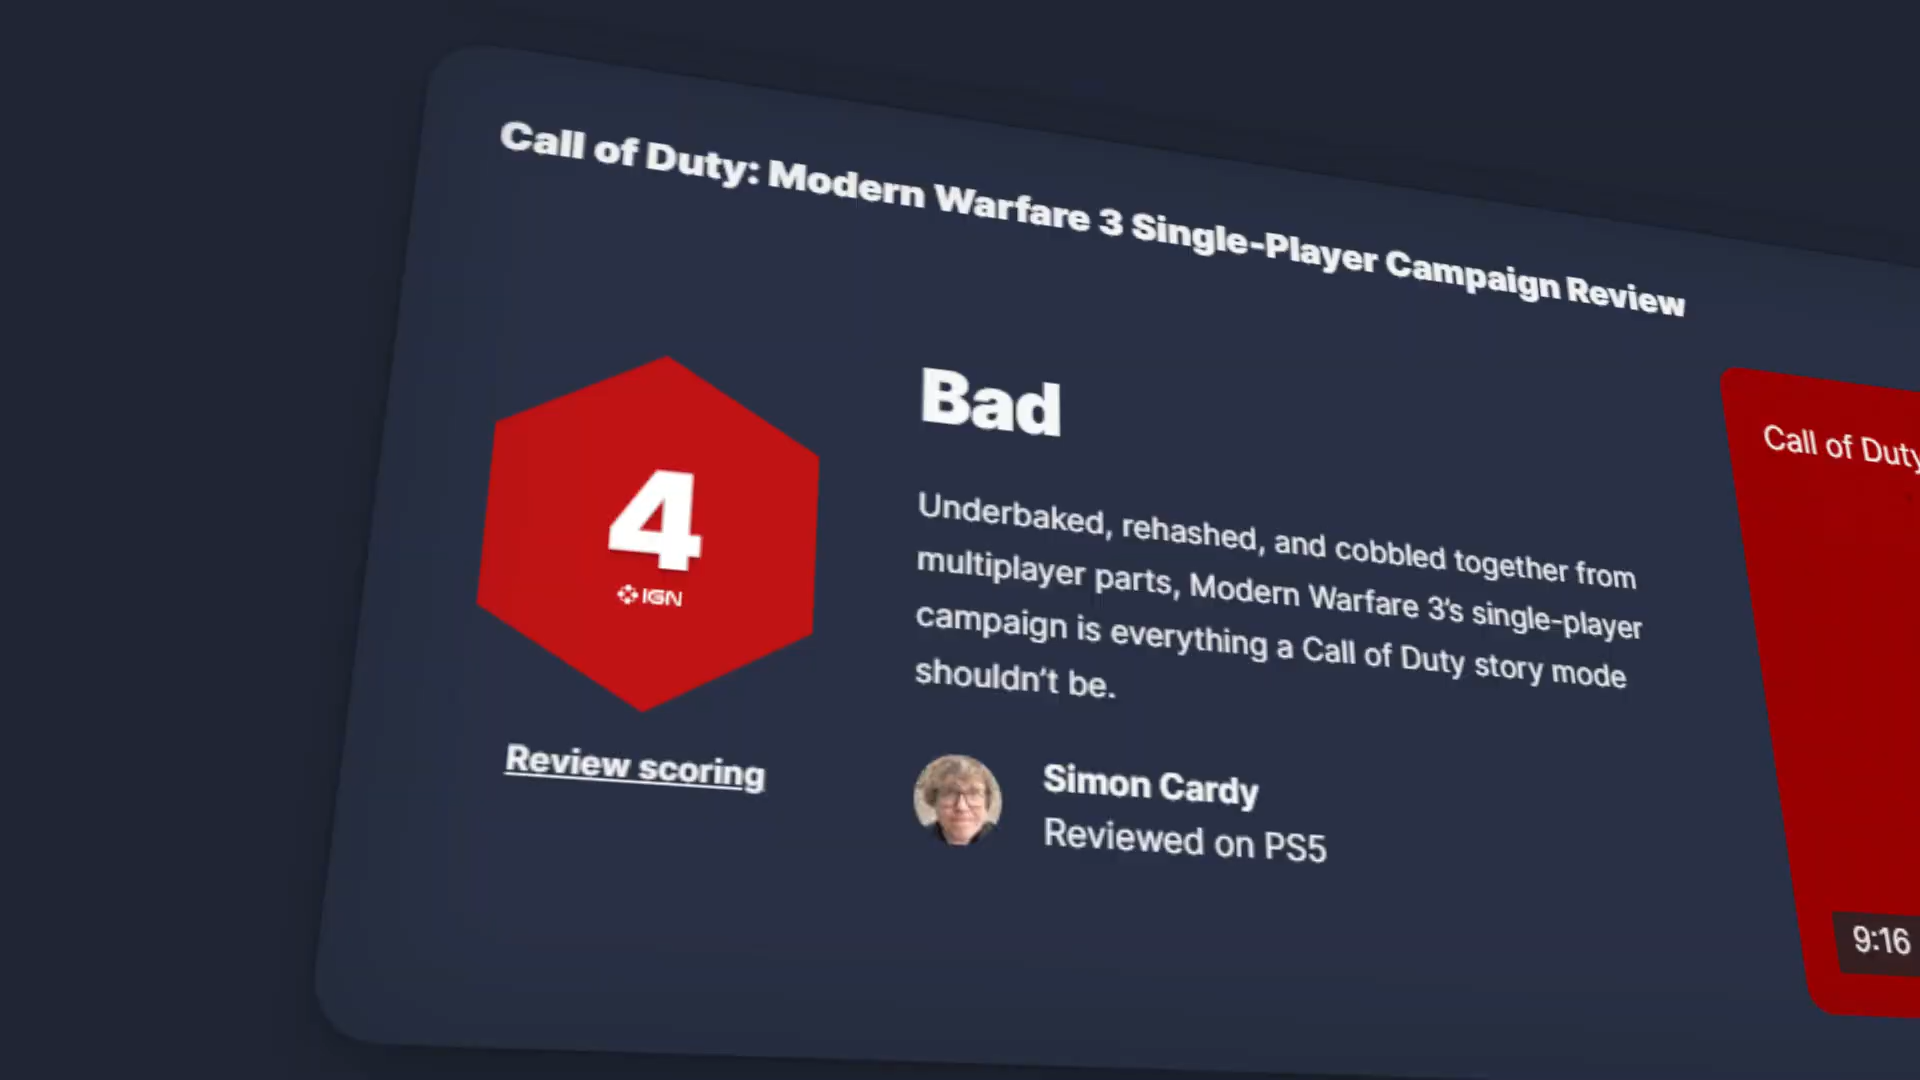 Call of Duty: Modern Warfare 3 Single-Player Campaign Review
4
IGN
Review scoring
Bad
Underbaked, rehashed, and cobbled together from
multiplayer parts, Modern Warfare 3’s single-player
campaign is everything a Call of Duty story mode
shouldn’t be.
Simon Cardy
Reviewed on PS5
Call of Duty
9:16